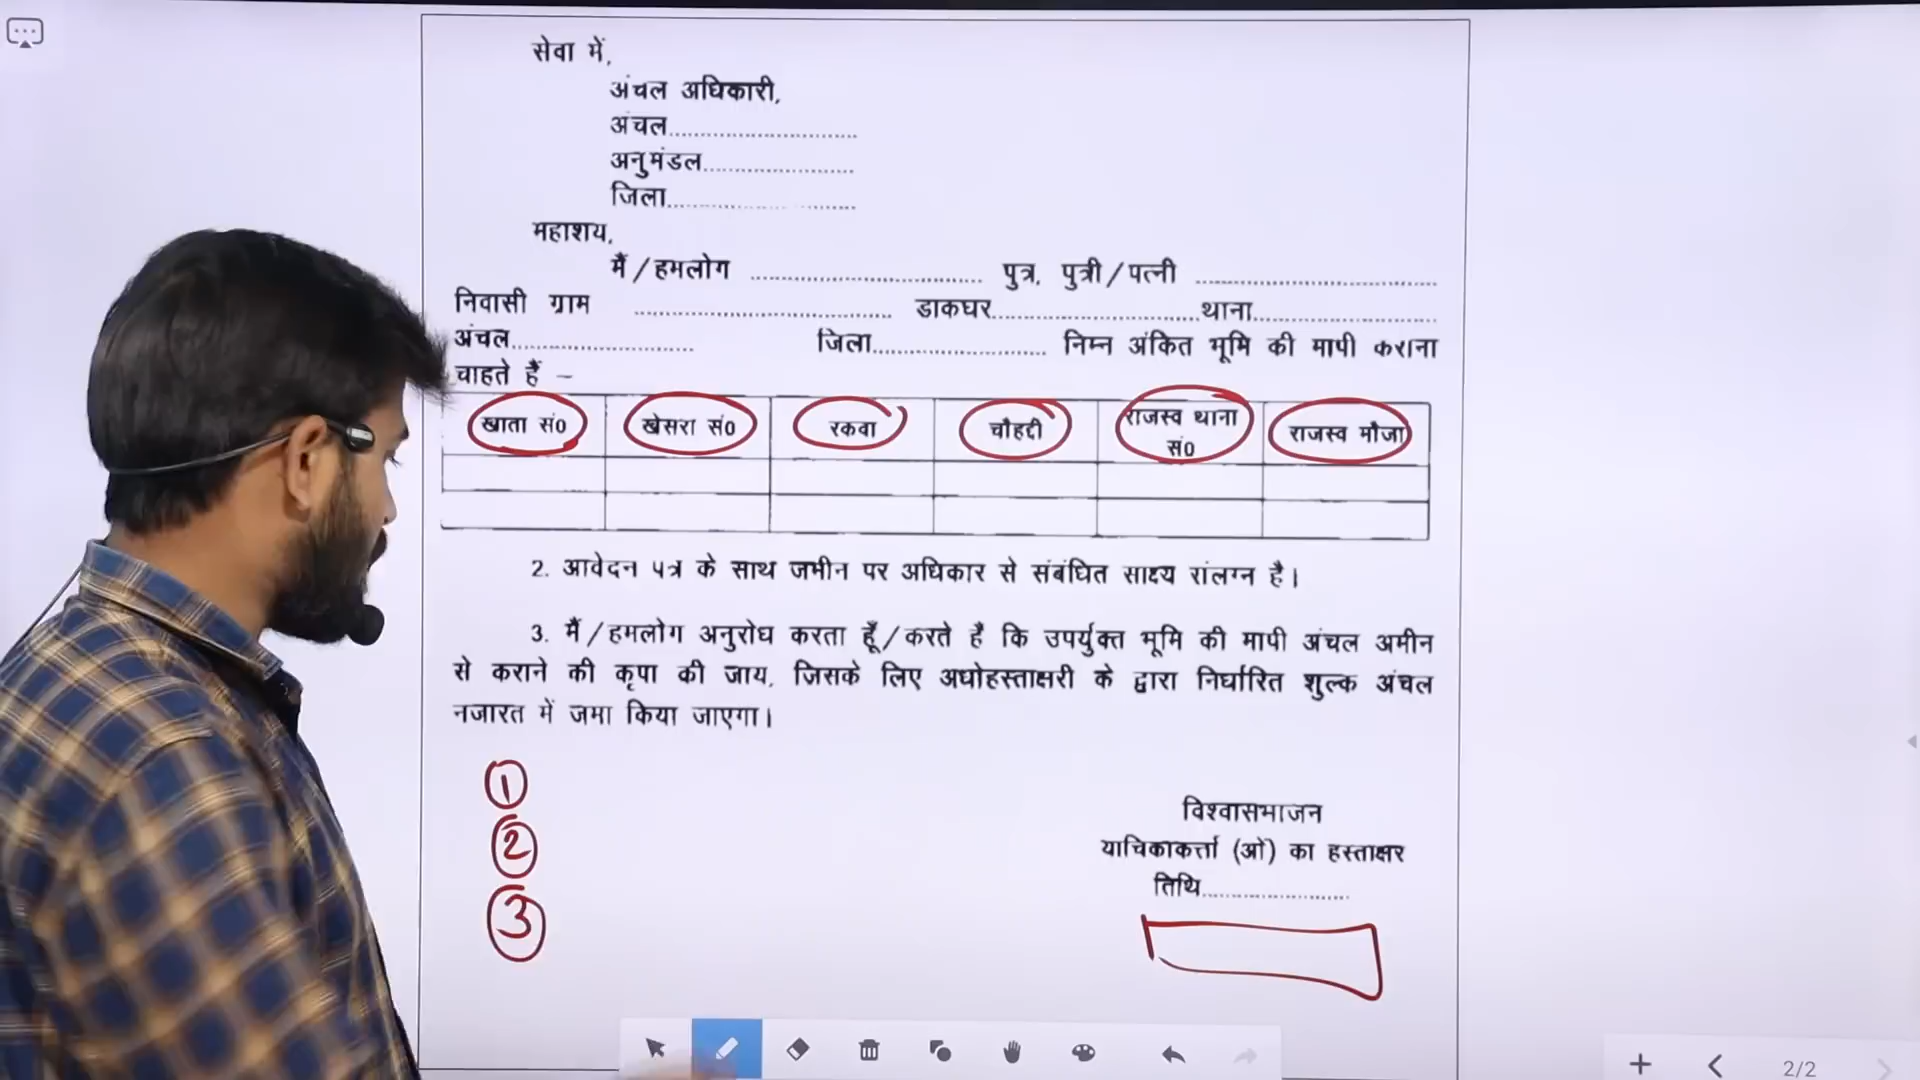 सेवा में,
अंचल अधिकारी,
अंचल..............................
अनुमंडल........................
जिला..............................
महाशय,
मैं/हमलोग .................................... पुत्र, पुत्री/पत्नी ......................................
निवासी ग्राम ......................................... डाकघर.................................थाना.............................
अंचल............................. जिला........................... निम्न अंकित भूमि की मापी कराना
चाहते हैं –
खाता सं0 खेसरा सं0 रकवा चौहद्दी राजस्व थाना सं0 राजस्व मौजा
2. आवेदन पत्र के साथ जमीन पर अधिकार से संबंधित साक्ष्य संलग्न है।
3. मैं/हमलोग अनुरोध करता हूँ/करते है कि उपर्युक्त भूमि की मापी अंचल अमीन
से कराने की कृपा की जाय, जिसके लिए अधोहस्ताक्षरी के द्वारा निर्धारित शुल्क अंचल
नजारत में जमा किया जाएगा।
1
2
3
विश्वासभाजन
याचिकाकर्त्ता (ओं) का हस्ताक्षर
तिथि........................
2/2